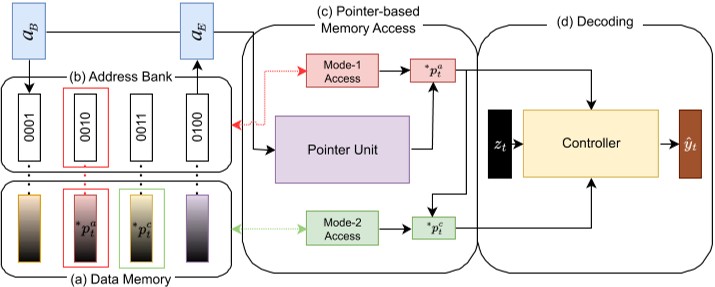 a_B
a_E
(b) Address Bank
0001
0010
0011
0100
*p_t^a
*p_t^c
(a) Data Memory
(c) Pointer-based
Memory Access
Mode-1
Access
*p_t^a
Pointer Unit
Mode-2
Access
*p_t^c
(d) Decoding
z_t
Controller
ŷ_t